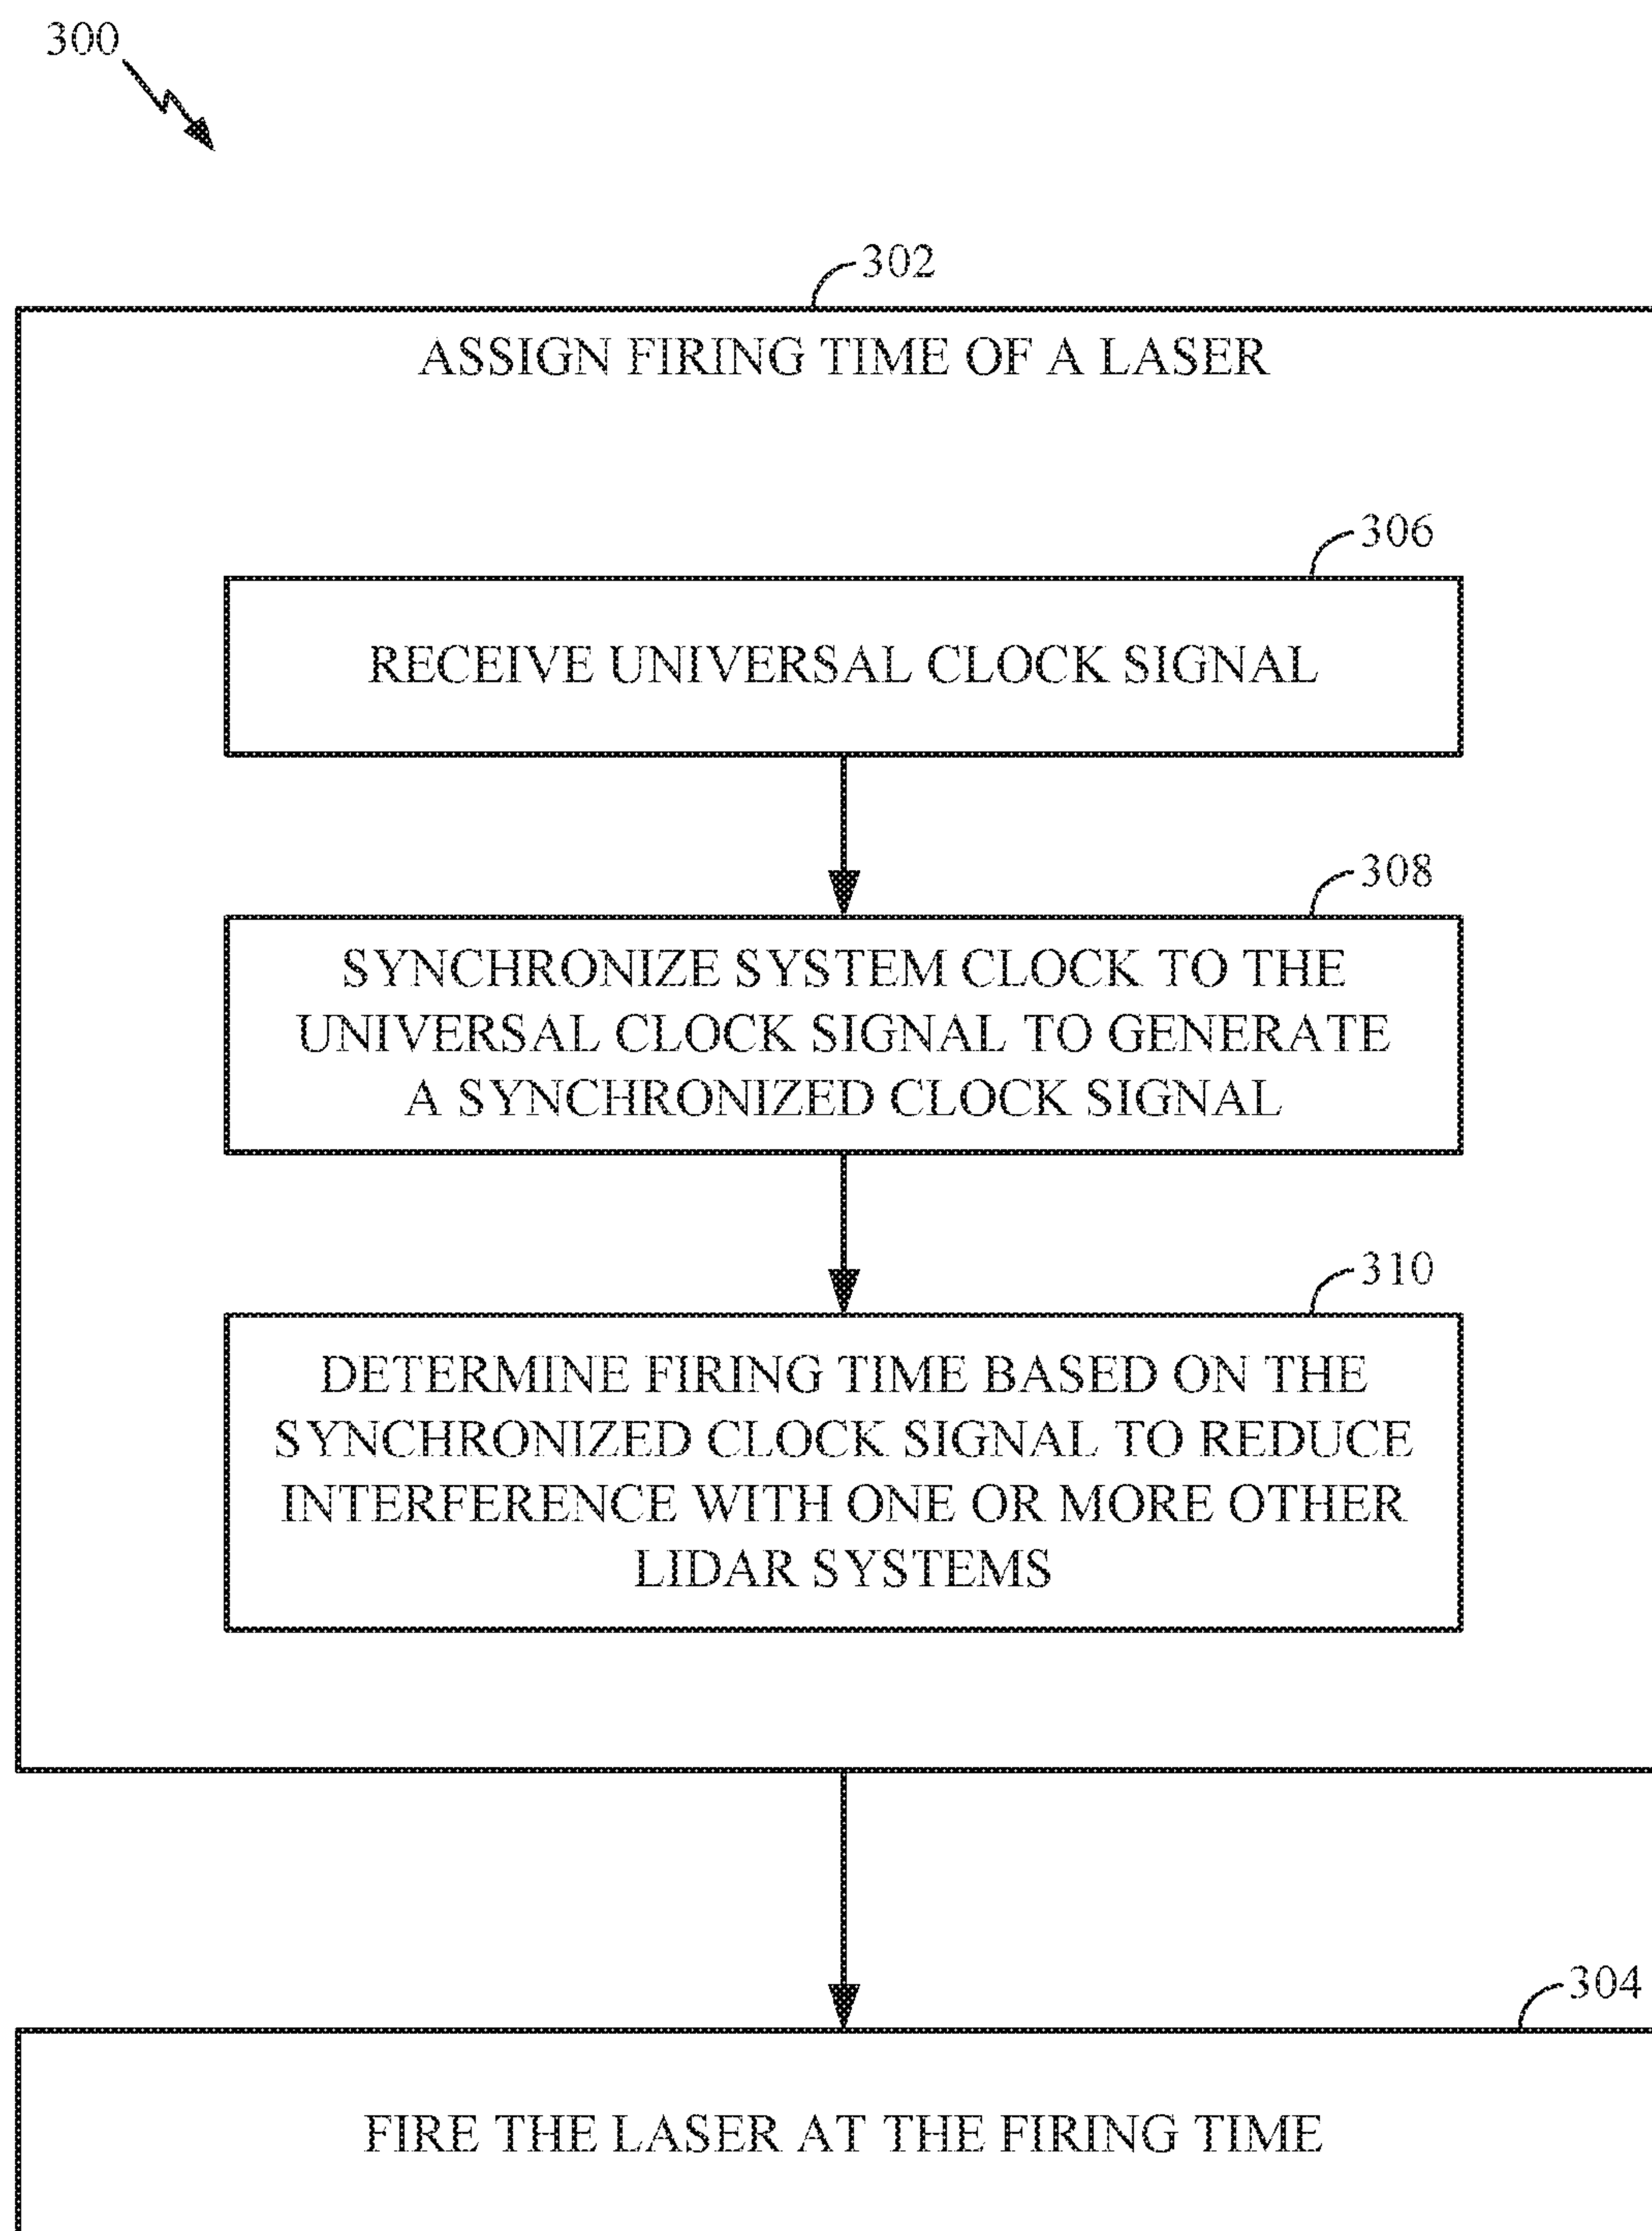 300
302
ASSIGN FIRING TIME OF A LASER
306
RECEIVE UNIVERSAL CLOCK SIGNAL
308
SYNCHRONIZE SYSTEM CLOCK TO THE
UNIVERSAL CLOCK SIGNAL TO GENERATE
A SYNCHRONIZED CLOCK SIGNAL
310
DETERMINE FIRING TIME BASED ON THE
SYNCHRONIZED CLOCK SIGNAL TO REDUCE
INTERFERENCE WITH ONE OR MORE OTHER
LIDAR SYSTEMS
304
FIRE THE LASER AT THE FIRING TIME